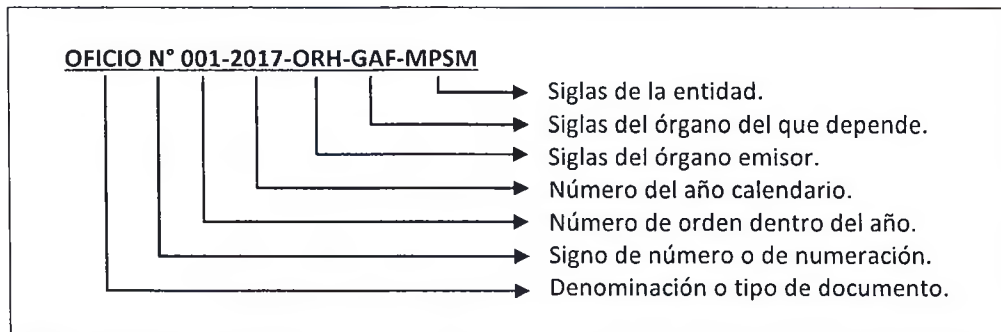 OFICIO N° 001-2017-ORH-GAF-MPSM
Siglas de la entidad.
Siglas del órgano del que depende.
Siglas del órgano emisor.
Número del año calendario.
Número de orden dentro del año.
Signo de número o de numeración.
Denominación o tipo de documento.